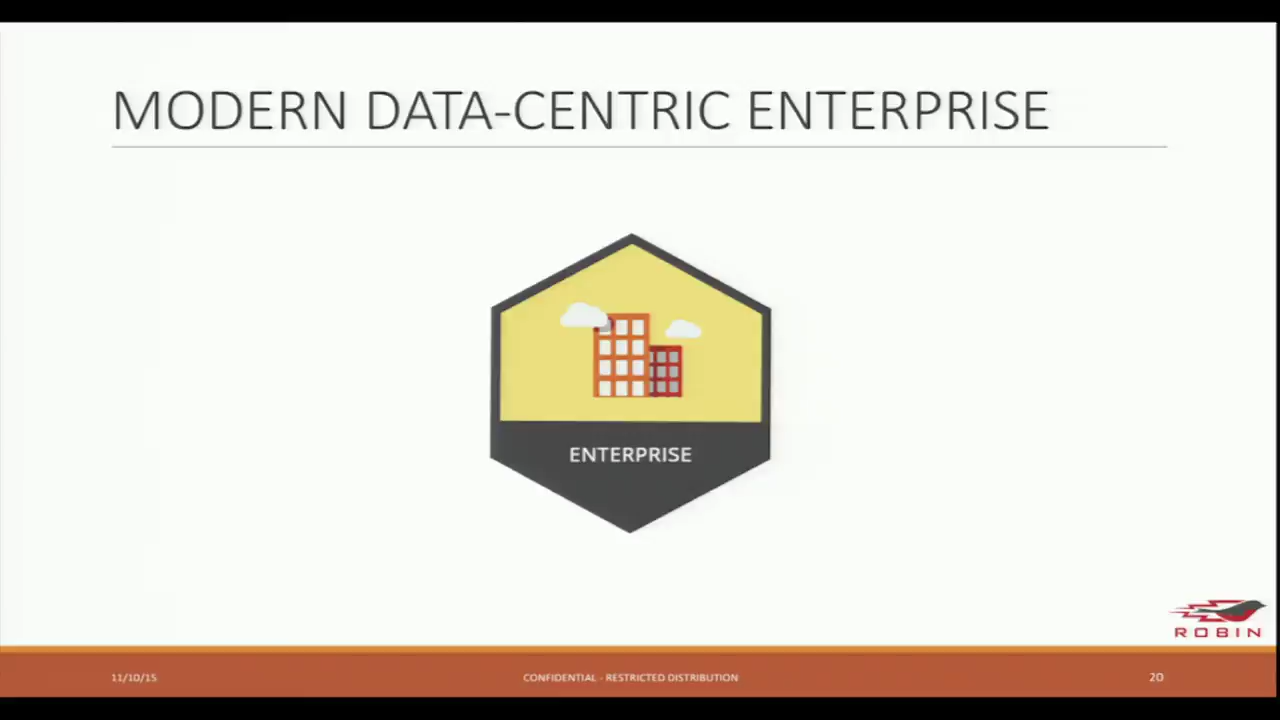 MODERN DATA-CENTRIC ENTERPRISE
ENTERPRISE
ROBIN
11/10/15
CONFIDENTIAL - RESTRICTED DISTRIBUTION
20